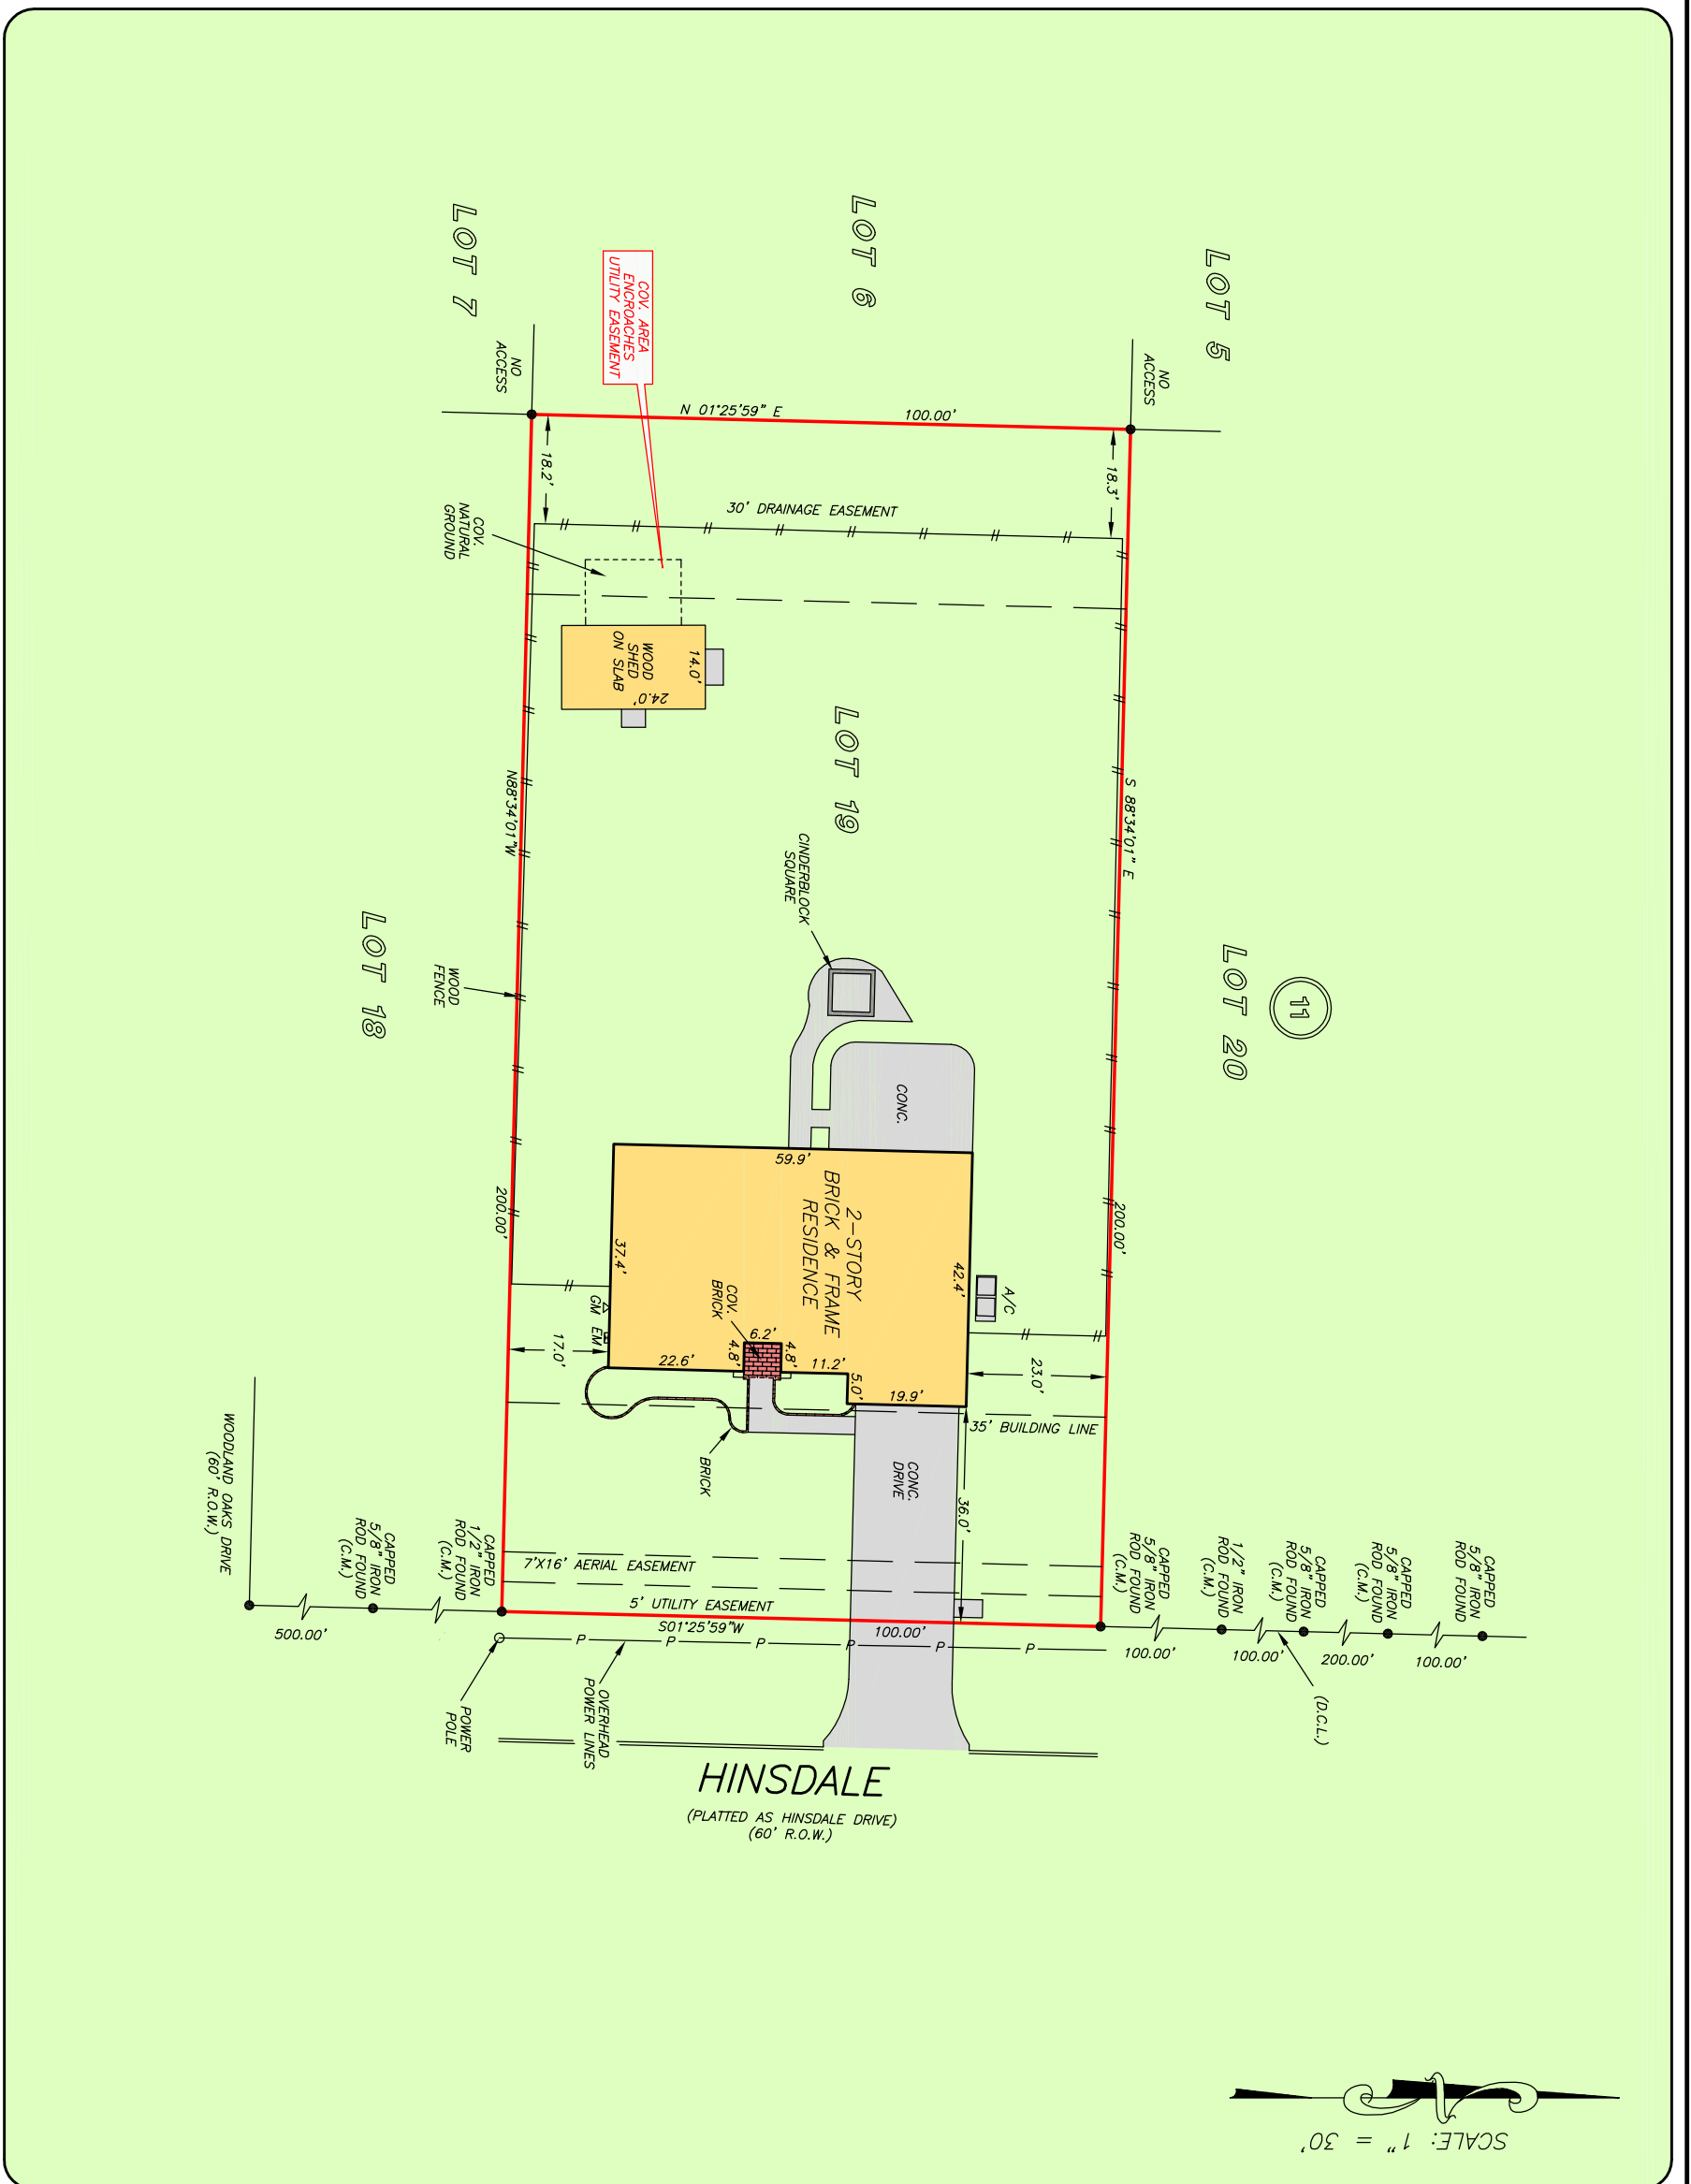 LOT 5
LOT 6
LOT 7
NO
ACCESS
NO
ACCESS
COV. AREA
ENCROACHES
UTILITY EASEMENT
N 01°25'59" E
100.00'
18.2'
18.3'
30' DRAINAGE EASEMENT
COV.
NATURAL
GROUND
WOOD
SHED
ON SLAB
14.0'
24.0'
LOT 19
N88°34'01"W
S 88°34'01" E
CINDERBLOCK
SQUARE
LOT 18
LOT 20
11
WOOD
FENCE
CONC.
200.00'
200.00'
59.9'
2-STORY
BRICK & FRAME
RESIDENCE
37.4'
42.4'
A/C
GM
EM
COV.
BRICK
6.2'
4.8'
4.8'
22.6'
11.2'
5.0'
19.9'
17.0'
23.0'
35' BUILDING LINE
BRICK
CONC.
DRIVE
36.0'
7'X16' AERIAL EASEMENT
5' UTILITY EASEMENT
S01°25'59"W
100.00'
WOODLAND OAKS DRIVE
(60' R.O.W.)
CAPPED
5/8" IRON
ROD FOUND
(C.M.)
CAPPED
1/2" IRON
ROD FOUND
(C.M.)
CAPPED
5/8" IRON
ROD FOUND
(C.M.)
1/2" IRON
ROD FOUND
(C.M.)
CAPPED
5/8" IRON
ROD FOUND
(C.M.)
CAPPED
5/8" IRON
ROD FOUND
(C.M.)
CAPPED
5/8" IRON
ROD FOUND
500.00'
100.00'
100.00'
200.00'
100.00'
(D.C.L.)
P P P P P P
POWER
POLE
OVERHEAD
POWER LINES
HINSDALE
(PLATTED AS HINSDALE DRIVE)
(60' R.O.W.)
N
SCALE: 1" = 30'